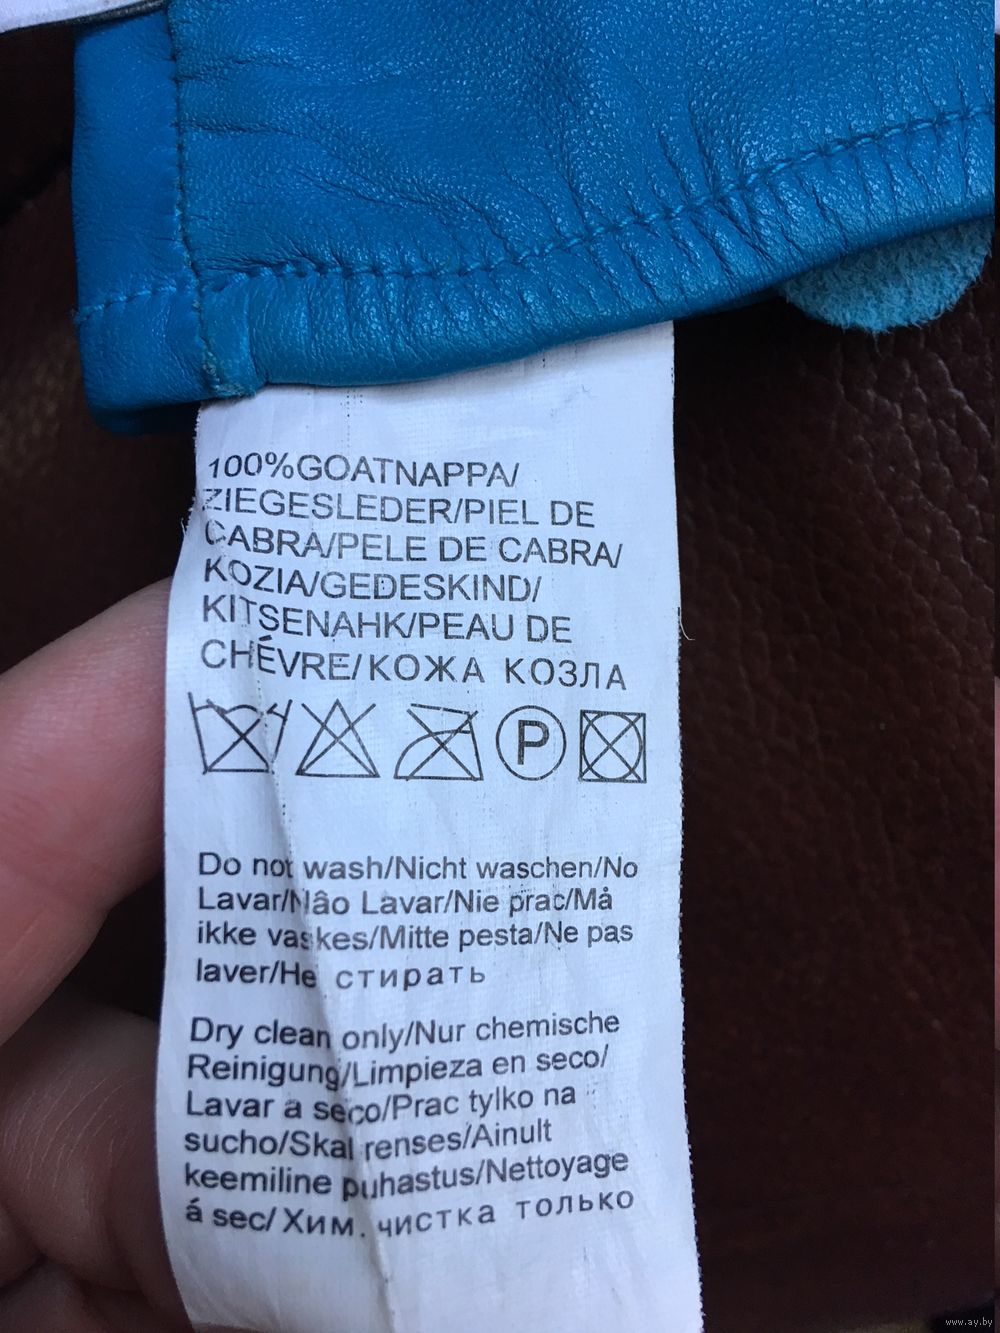 100%GOATNAPPA/
ZIEGESLEDER/PIEL DE
CABRA/PELE DE CABRA/
KOZIA/GEDESKIND/
KITSENAHK/PEAU DE
CHÉVRE/КОЖА КОЗЛА
P
Do not wash/Nicht waschen/No
Lavar/Nâo Lavar/Nie prac/Må
ikke vaskes/Mitte pesta/Ne pas
laver/Не стирать
Dry clean only/Nur chemische
Reinigung/Limpieza en seco/
Lavar a seco/Prac tylko na
sucho/Skal renses/Ainult
keemiline puhastus/Nettoyage
á sec/Хим. чистка только
www.ay.by